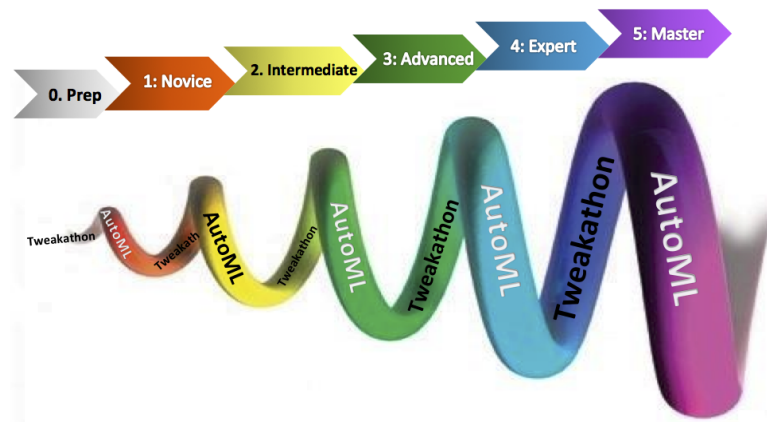 0. Prep
1: Novice
2. Intermediate
3: Advanced
4: Expert
5: Master
Tweakathon
AutoML
Tweakath
AutoML
Tweakathon
AutoML
Tweakathon
AutoML
Tweakathon
AutoML